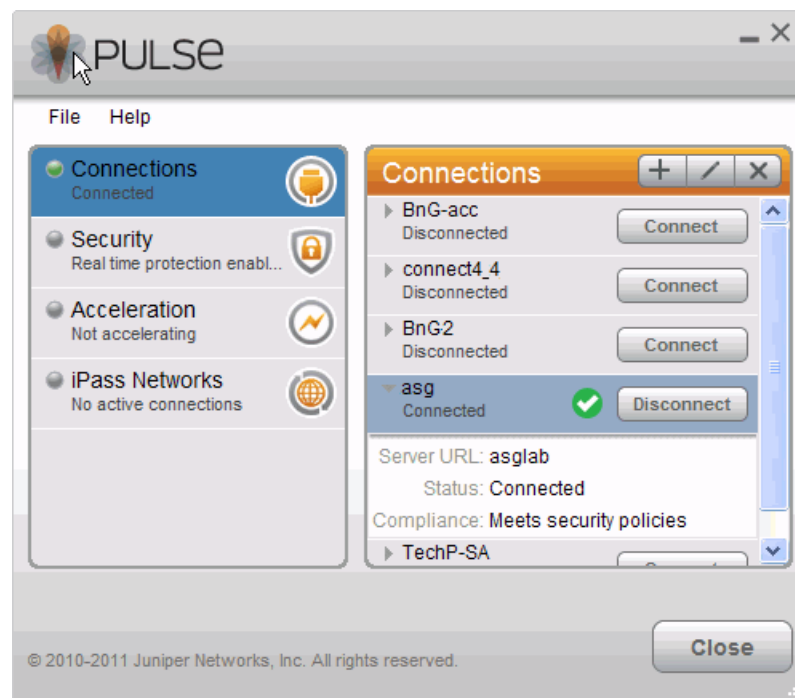 PULSE
File Help
Connections
Connected
Security
Real time protection enabl...
Acceleration
Not accelerating
iPass Networks
No active connections
Connections
BnG-acc
Disconnected
Connect
connect4_4
Disconnected
Connect
BnG2
Disconnected
Connect
asg
Connected
Disconnect
Server URL: asglab
Status: Connected
Compliance: Meets security policies
TechP-SA
© 2010-2011 Juniper Networks, Inc. All rights reserved.
Close